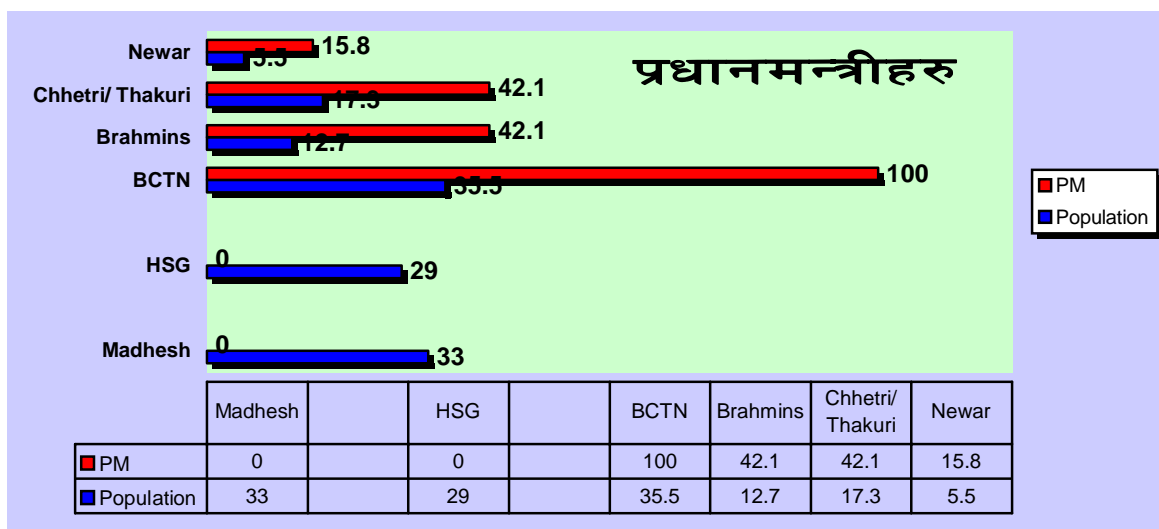 प्रधानमन्त्रीहरु
Newar 15.8 5.5
Chhetri/ Thakuri 42.1 17.3
Brahmins 42.1 12.7
BCTN 100 35.5
HSG 0 29
Madhesh 0 33
PM
Population
Madhesh HSG BCTN Brahmins Chhetri/ Newar
Thakuri
PM 0 0 100 42.1 42.1 15.8
Population 33 29 35.5 12.7 17.3 5.5